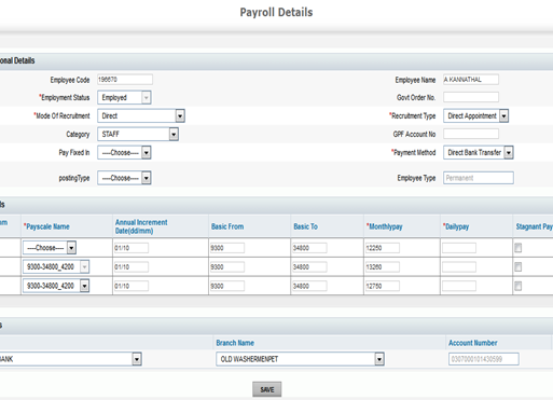 Payroll Details
onal Details
Employee Code 196670 Employee Name A KANNATHAL
*Employment Status Employed Govt Order No.
*Mode Of Recruitment Direct *Recruitment Type Direct Appointment
Category STAFF GPF Account No
Pay Fixed In ----Choose---- *Payment Method Direct Bank Transfer
postingType ----Choose---- Employee Type Permanent
ls
um *Payscale Name Annual Increment Date(dd/mm) Basic From Basic To *Monthlypay *Dailypay Stagnant Pay
----Choose---- 01/10 9300 34800 12250
9300-34800_4200 01/10 9300 34800 13260
9300-34800_4200 01/10 9300 34800 12750
s
Branch Name Account Number
BANK OLD WASHERMENPET 0307000101430599
SAVE